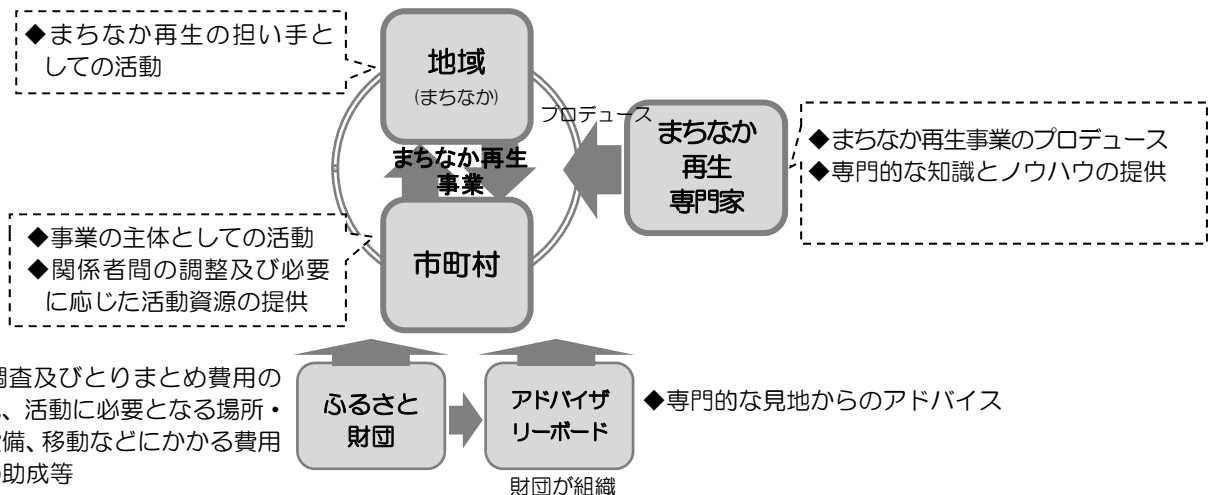 ◆まちなか再生の担い手と
しての活動
地域
(まちなか)
プロデュース
まちなか
再生
専門家
◆まちなか再生事業のプロデュース
◆専門的な知識とノウハウの提供
まちなか再生
事業
◆事業の主体としての活動
◆関係者間の調整及び必要
に応じた活動資源の提供
市町村
調査及びとりまとめ費用の
、活動に必要となる場所・
備、移動などにかかる費用
助成等
ふるさと
財団
アドバイザ
リーボード
◆専門的な見地からのアドバイス
財団が組織